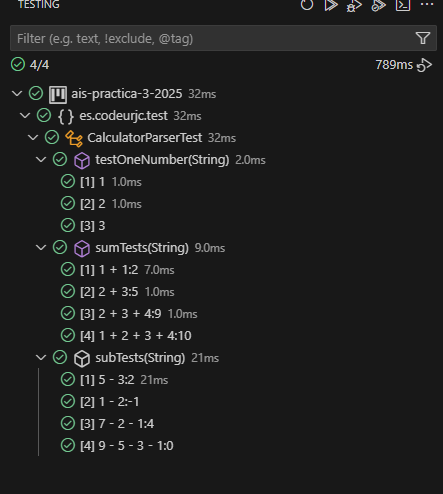 TESTING
Filter (e.g. text, !exclude, @tag)
4/4 789ms
ais-practica-3-2025 32ms
{ } es.codeurjc.test 32ms
CalculatorParserTest 32ms
testOneNumber(String) 2.0ms
[1] 1 1.0ms
[2] 2 1.0ms
[3] 3
sumTests(String) 9.0ms
[1] 1 + 1:2 7.0ms
[2] 2 + 3:5 1.0ms
[3] 2 + 3 + 4:9 1.0ms
[4] 1 + 2 + 3 + 4:10
subTests(String) 21ms
[1] 5 - 3:2 21ms
[2] 1 - 2:-1
[3] 7 - 2 - 1:4
[4] 9 - 5 - 3 - 1:0